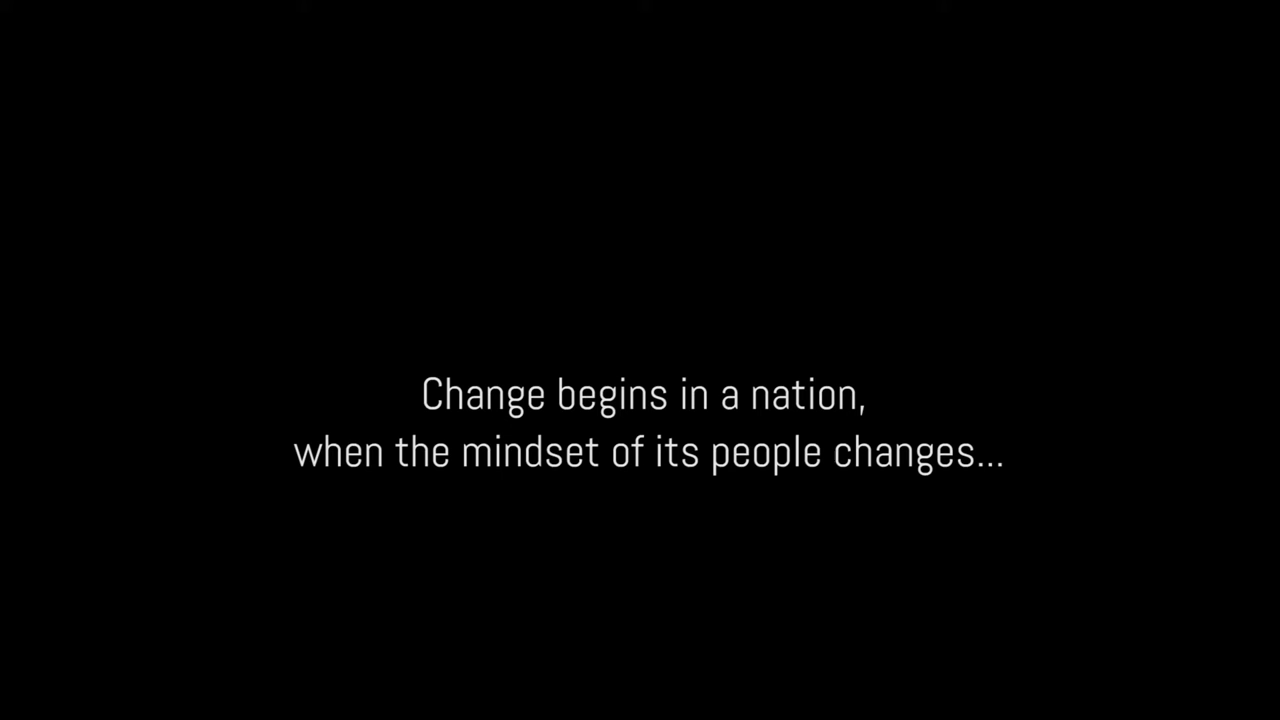 Change begins in a nation,
when the mindset of its people changes...